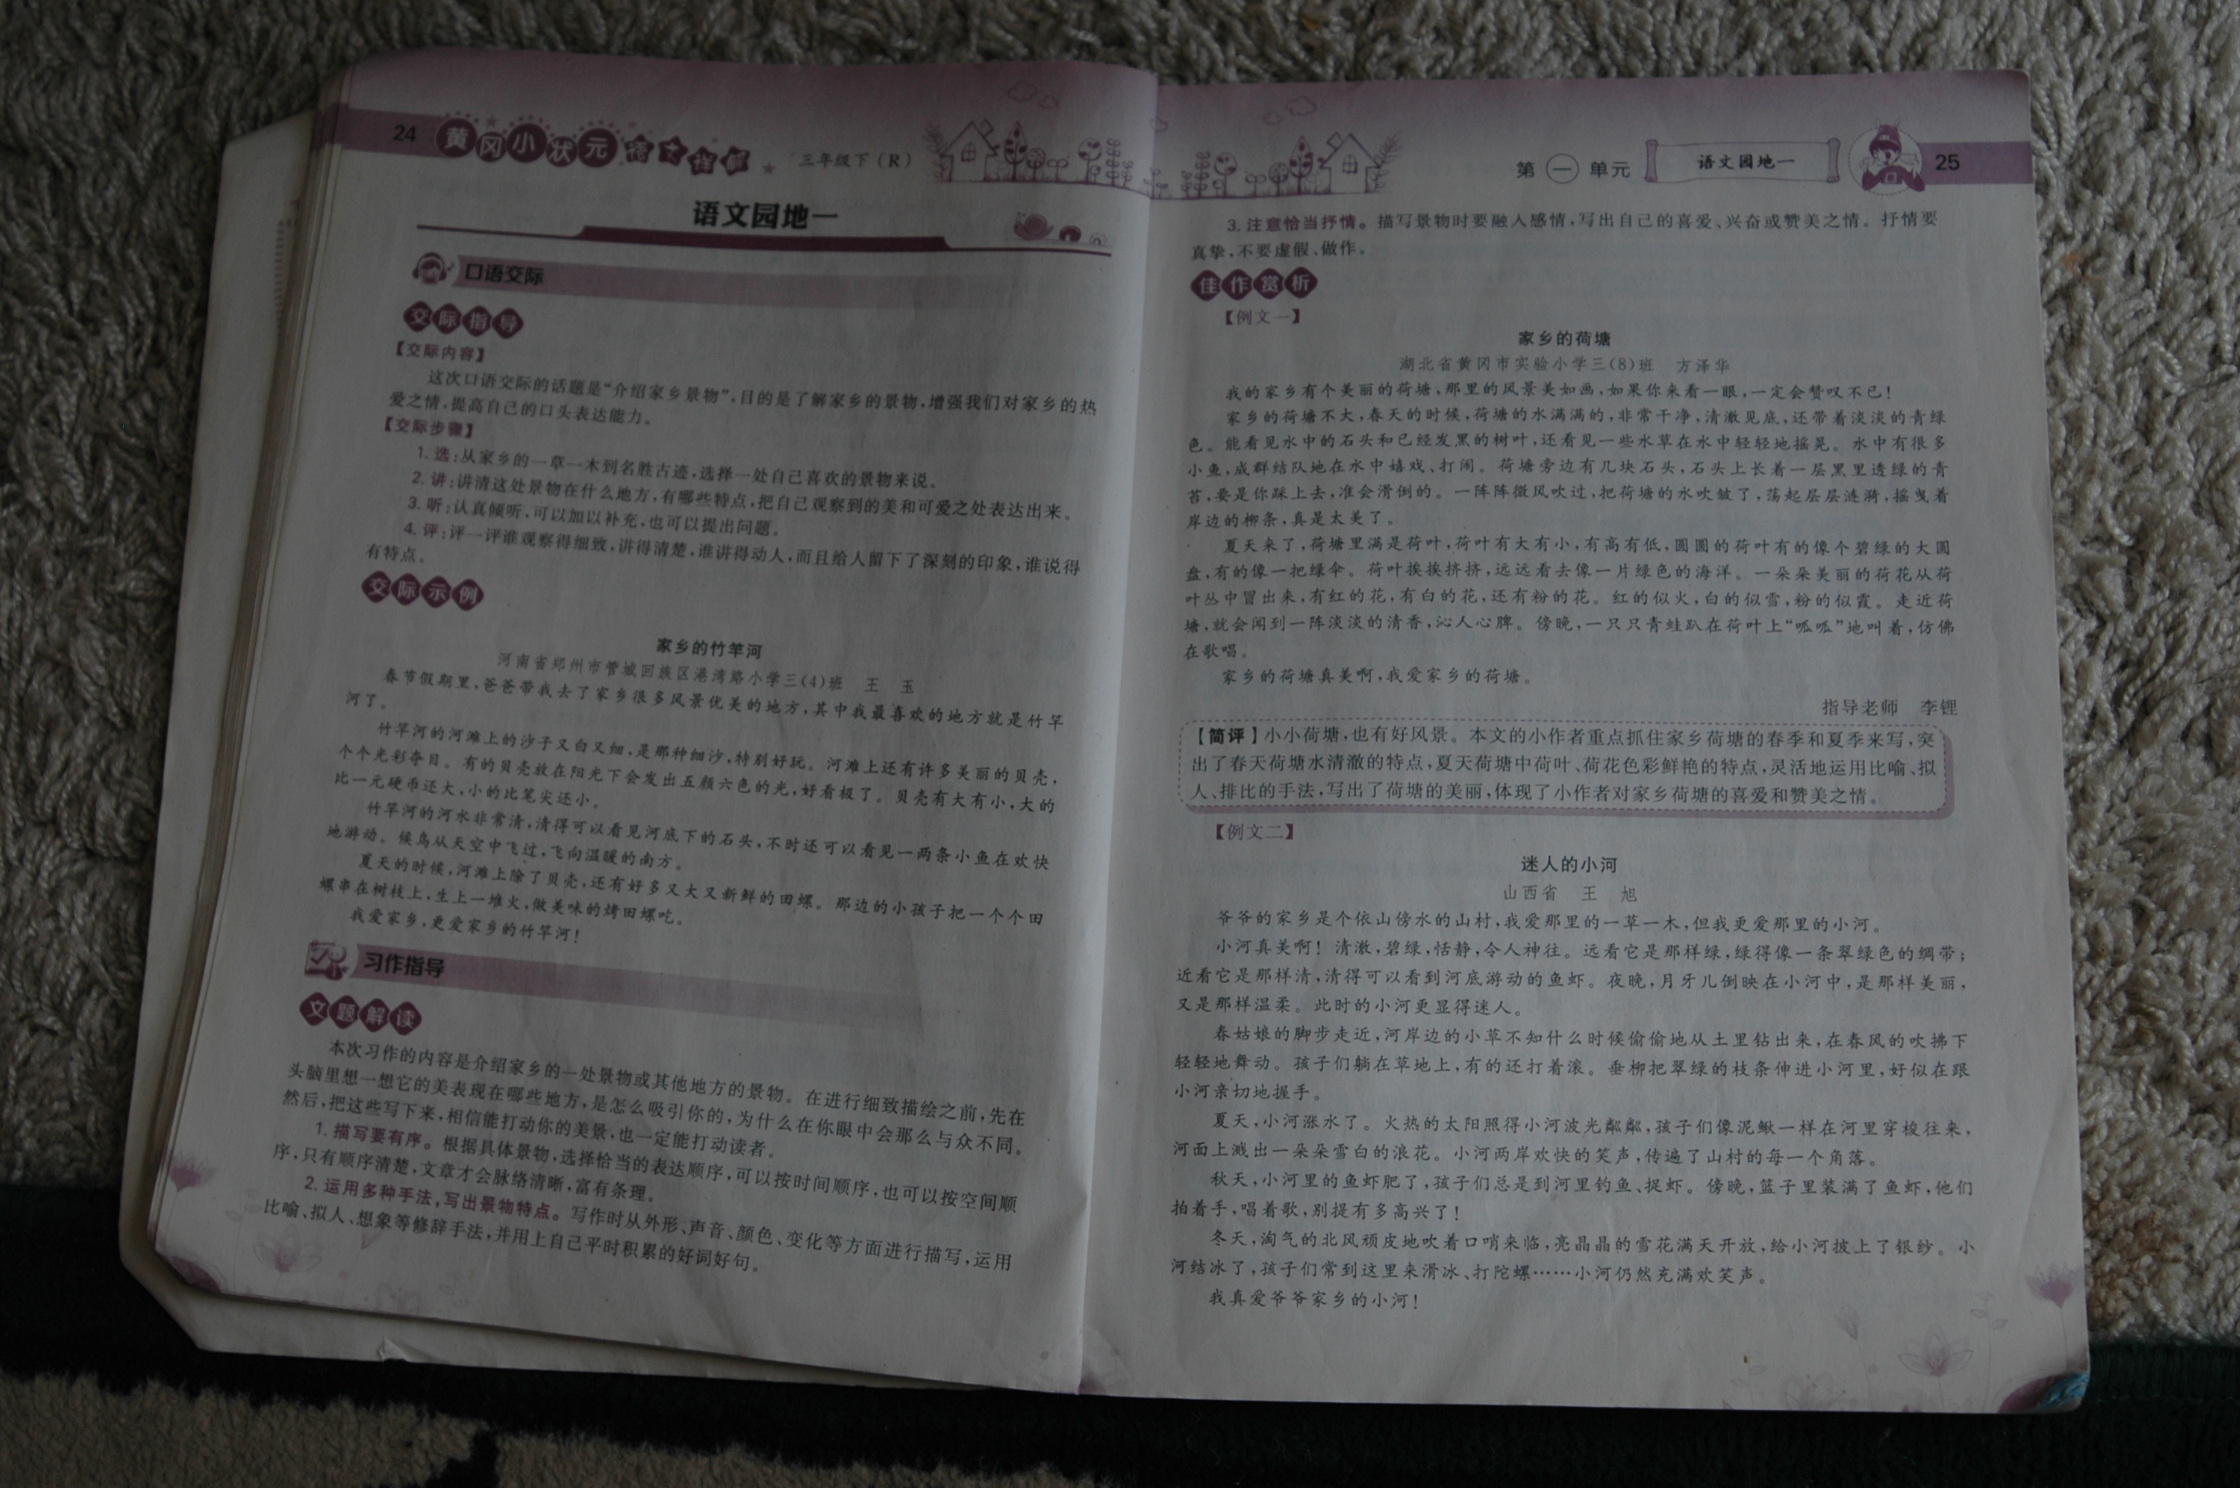 24 黄冈小状元 语文详解 三年级下（R）
语文园地一
口语交际
交际指导
【交际内容】
这次口语交际的话题是“介绍家乡景物”,目的是了解家乡的景物,增强我们对家乡的热
爱之情,提高自己的口头表达能力。
【交际步骤】
1. 选:从家乡的一草一木到名胜古迹,选择一处自己喜欢的景物来说。
2. 讲:讲清这处景物在什么地方,有哪些特点,把自己观察到的美和可爱之处表达出来。
3. 听:认真倾听,可以加以补充,也可以提出问题。
4. 评:评一评谁观察得细致,讲得清楚,谁讲得动人,而且给人留下了深刻的印象,谁说得
有特点。
交际示例
家乡的竹竿河
河南省郑州市管城回族区港湾路小学三(4)班 王 玉
春节假期里,爸爸带我去了家乡很多风景优美的地方,其中我最喜欢的地方就是竹竿
河了。
竹竿河的河滩上的沙子又白又细,是那种细沙,特别好玩。河滩上还有许多美丽的贝壳,
个个光彩夺目。有的贝壳放在阳光下会发出五颜六色的光,好看极了。贝壳有大有小,大的
比一元硬币还大,小的比笔尖还小。
竹竿河的河水非常清,清得可以看见河底下的石头,不时还可以看见一两条小鱼在欢快
地游动。候鸟从天空中飞过,飞向温暖的南方。
夏天的时候,河滩上除了贝壳,还有好多又大又新鲜的田螺。那边的小孩子把一个个田
螺串在树枝上,生上一堆火,做美味的烤田螺吃。
我爱家乡,更爱家乡的竹竿河!
习作指导
文题解读
本次习作的内容是介绍家乡的一处景物或其他地方的景物。在进行细致描绘之前,先在
头脑里想一想它的美表现在哪些地方,是怎么吸引你的,为什么在你眼中会那么与众不同。
然后,把这些写下来,相信能打动你的美景,也一定能打动读者。
1. 描写要有序。根据具体景物,选择恰当的表达顺序,可以按时间顺序,也可以按空间顺
序,只有顺序清楚,文章才会脉络清晰,富有条理。
2. 运用多种手法,写出景物特点。写作时从外形、声音、颜色、变化等方面进行描写,运用
比喻、拟人、想象等修辞手法,并用上自己平时积累的好词好句。
第一单元 语文园地一 25
3. 注意恰当抒情。描写景物时要融入感情,写出自己的喜爱、兴奋或赞美之情。抒情要
真挚,不要虚假、做作。
佳作赏析
【例文一】
家乡的荷塘
湖北省黄冈市实验小学三(8)班 方泽华
我的家乡有个美丽的荷塘,那里的风景美如画,如果你来看一眼,一定会赞叹不已!
家乡的荷塘不大,春天的时候,荷塘的水满满的,非常干净,清澈见底,还带着淡淡的青绿
色。能看见水中的石头和已经发黑的树叶,还看见一些水草在水中轻轻地摇晃。水中有很多
小鱼,成群结队地在水中嬉戏、打闹。荷塘旁边有几块石头,石头上长着一层黑里透绿的青
苔,要是你踩上去,准会滑倒的。一阵阵微风吹过,把荷塘的水吹皱了,荡起层层涟漪,摇曳着
岸边的柳条,真是太美了。
夏天来了,荷塘里满是荷叶,荷叶有大有小,有高有低,圆圆的荷叶有的像个碧绿的大圆
盘,有的像一把绿伞。荷叶挨挨挤挤,远远看去像一片绿色的海洋。一朵朵美丽的荷花从荷
叶丛中冒出来,有红的花,有白的花,还有粉的花。红的似火,白的似雪,粉的似霞。走近荷
塘,就会闻到一阵淡淡的清香,沁人心脾。傍晚,一只只青蛙趴在荷叶上“呱呱”地叫着,仿佛
在歌唱。
家乡的荷塘真美啊,我爱家乡的荷塘。
指导老师 李锂
【简评】小小荷塘,也有好风景。本文的小作者重点抓住家乡荷塘的春季和夏季来写,突
出了春天荷塘水清澈的特点,夏天荷塘中荷叶、荷花色彩鲜艳的特点,灵活地运用比喻、拟
人、排比的手法,写出了荷塘的美丽,体现了小作者对家乡荷塘的喜爱和赞美之情。
【例文二】
迷人的小河
山西省 王 旭
爷爷的家乡是个依山傍水的山村,我爱那里的一草一木,但我更爱那里的小河。
小河真美啊!清澈,碧绿,恬静,令人神往。远看它是那样绿,绿得像一条翠绿色的绸带;
近看它是那样清,清得可以看到河底游动的鱼虾。夜晚,月牙儿倒映在小河中,是那样美丽,
又是那样温柔。此时的小河更显得迷人。
春姑娘的脚步走近,河岸边的小草不知什么时候偷偷地从土里钻出来,在春风的吹拂下
轻轻地舞动。孩子们躺在草地上,有的还打着滚。垂柳把翠绿的枝条伸进小河里,好似在跟
小河亲切地握手。
夏天,小河涨水了。火热的太阳照得小河波光粼粼,孩子们像泥鳅一样在河里穿梭往来,
河面上溅出一朵朵雪白的浪花。小河两岸欢快的笑声,传遍了山村的每一个角落。
秋天,小河里的鱼虾肥了,孩子们总是到河里钓鱼、捉虾。傍晚,篮子里装满了鱼虾,他们
拍着手,唱着歌,别提有多高兴了!
冬天,淘气的北风顽皮地吹着口哨来临,亮晶晶的雪花满天开放,给小河披上了银纱。小
河结冰了,孩子们常到这里来滑冰、打陀螺……小河仍然充满欢笑声。
我真爱爷爷家乡的小河!